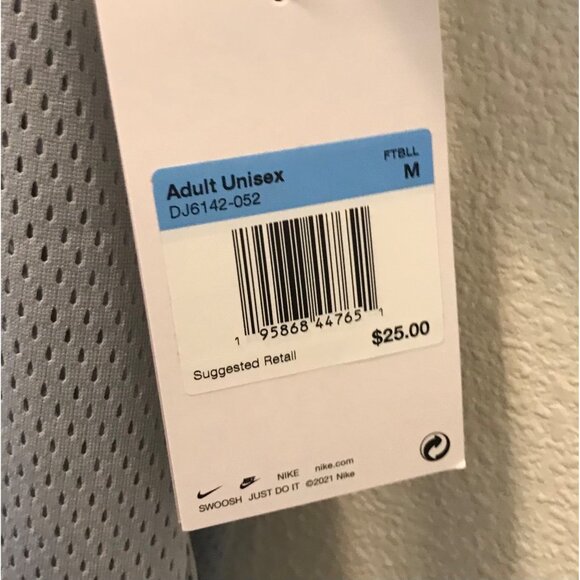 Adult Unisex FTBLL
DJ6142-052 M
1 95868 44765 1
Suggested Retail $25.00
NIKE nike.com
SWOOSH JUST DO IT ©2021 Nike